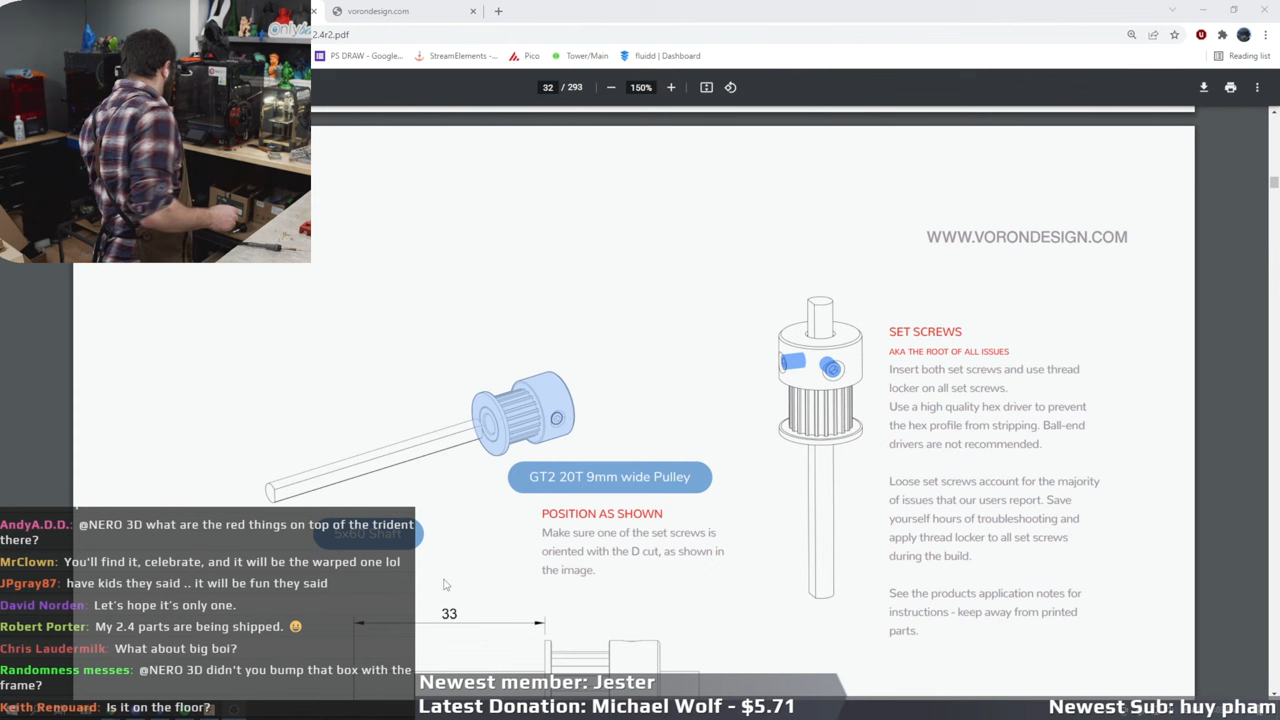 vorondesign.com
2.4r2.pdf
PS DRAW - Google...
StreamElements -...
Pico
Tower/Main
fluidd | Dashboard
Reading list
32 / 293
150%
WWW.VORONDESIGN.COM
SET SCREWS
AKA THE ROOT OF ALL ISSUES
Insert both set screws and use thread
locker on all set screws.
Use a high quality hex driver to prevent
the hex profile from stripping. Ball-end
drivers are not recommended.
Loose set screws account for the majority
of issues that our users report. Save
yourself hours of troubleshooting and
apply thread locker to all set screws
during the build.
See the products application notes for
instructions - keep away from printed
parts.
GT2 20T 9mm wide Pulley
POSITION AS SHOWN
Make sure one of the set screws is
oriented with the D cut, as shown in
the image.
5x60 Shaft
33
AndyA.D.D.: @NERO 3D what are the red things on top of the trident
there?
MrClown: You'll find it, celebrate, and it will be the warped one lol
JPgray87: have kids they said .. it will be fun they said
David Norden: Let's hope it's only one.
Robert Porter: My 2.4 parts are being shipped. 😀
Chris Laudermilk: What about big boi?
Randomness messes: @NERO 3D didn't you bump that box with the
frame?
Keith Renouard: Is it on the floor?
Newest member: Jester
Latest Donation: Michael Wolf - $5.71
Newest Sub: huy pham